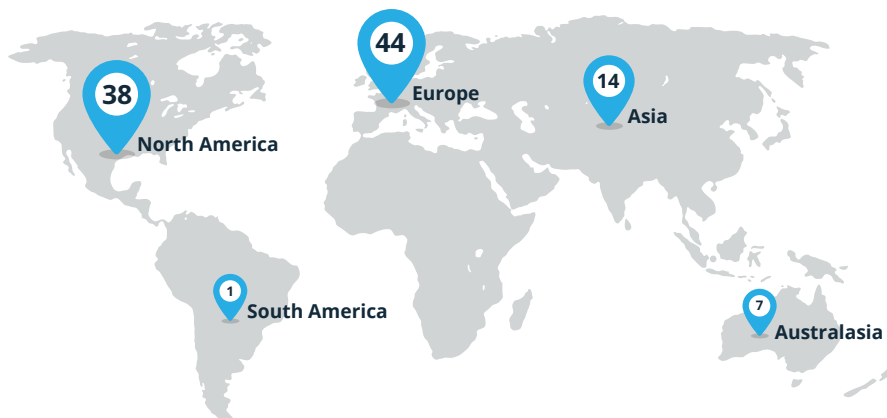 44
Europe
14
Asia
38
North America
1
South America
7
Australasia